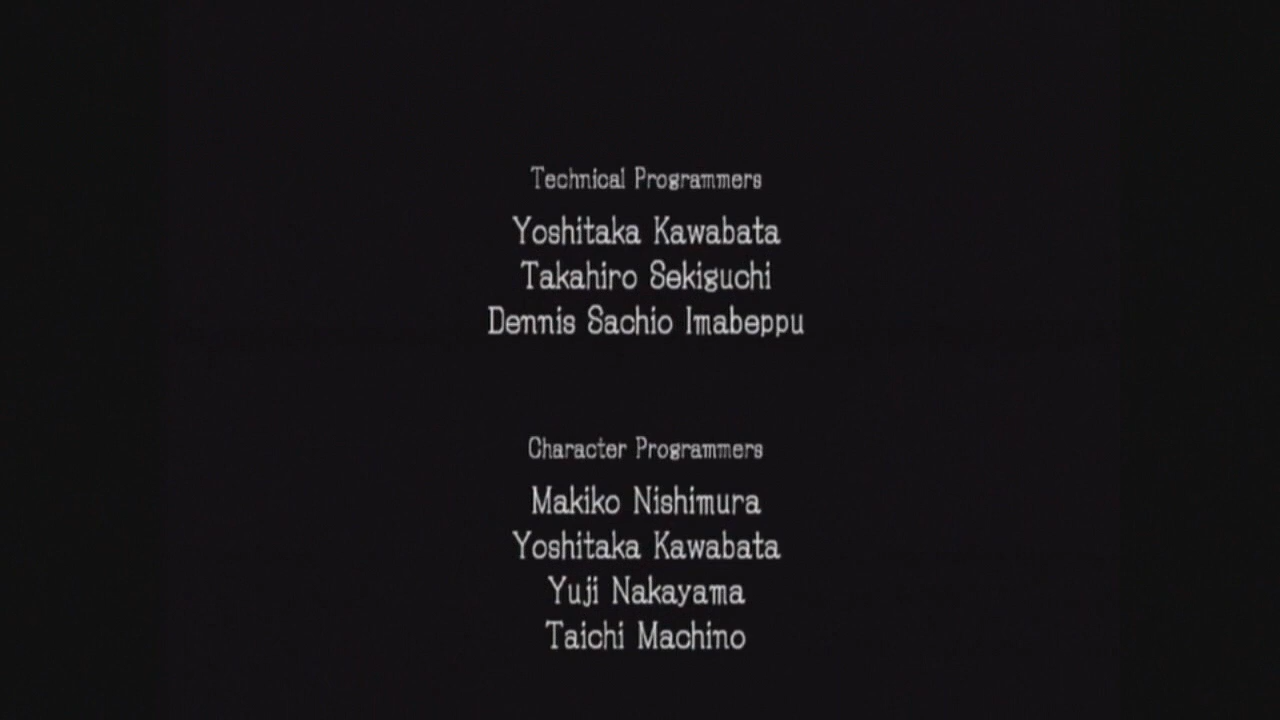 Technical Programmers
Yoshitaka Kawabata
Takahiro Sekiguchi
Dennis Sachio Imabeppu
Character Programmers
Makiko Nishimura
Yoshitaka Kawabata
Yuji Nakayama
Taichi Machino